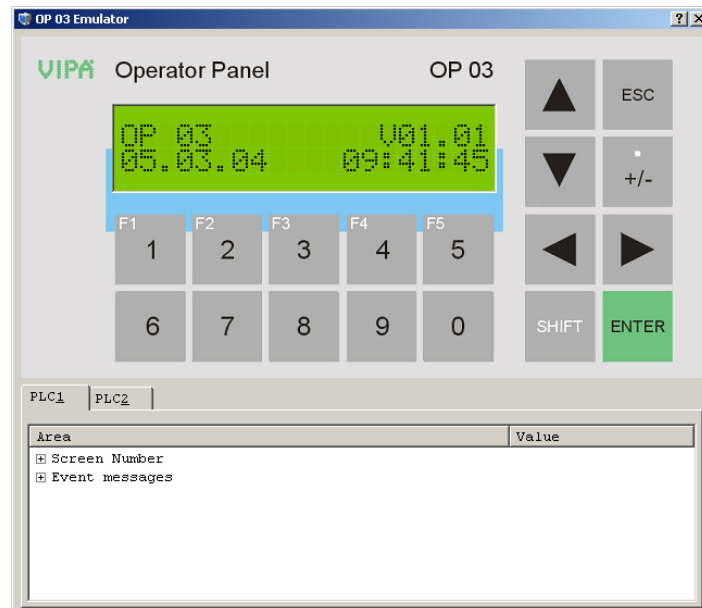 OP 03 Emulator
VIPA Operator Panel OP 03
OP 03 V01.01
05.03.04 09:41:45
ESC
+/-
F1 F2 F3 F4 F5
1 2 3 4 5
6 7 8 9 0 SHIFT ENTER
PLC1 PLC2
Area Value
Screen Number
Event messages